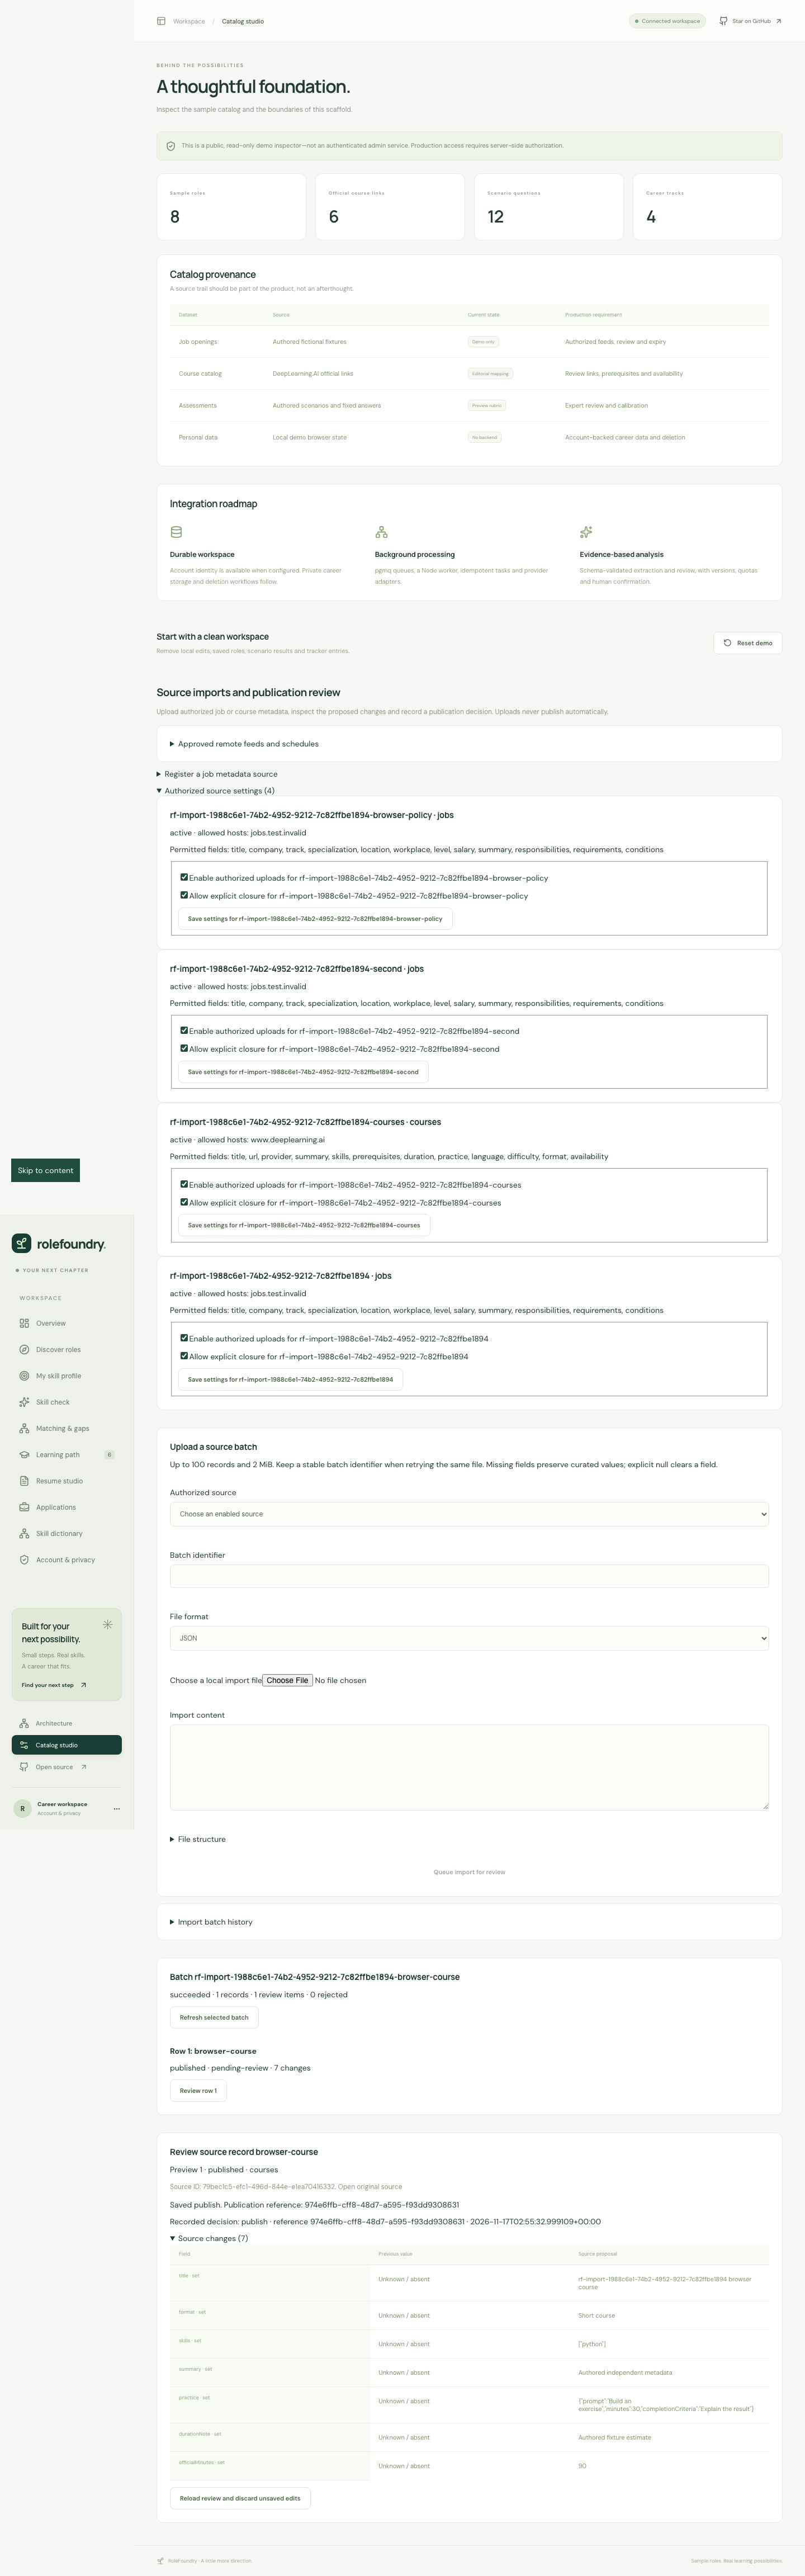 Workspace / Catalog studio
Connected workspace
Star on GitHub
BEHIND THE POSSIBILITIES
A thoughtful foundation.
Inspect the sample catalog and the boundaries of this scaffold.
This is a public, read-only demo inspector—not an authenticated admin service. Production access requires server-side authorization.
Sample roles
8
Official course links
6
Scenario questions
12
Career tracks
4
Catalog provenance
A source trail should be part of the product, not an afterthought.
Dataset Source Current state Production requirement
Job openings Authored fictional fixtures Demo only Authorized feeds, review and expiry
Course catalog DeepLearning.AI official links Editorial mapping Review links, prerequisites and availability
Assessments Authored scenarios and fixed answers Preview rubric Expert review and calibration
Personal data Local demo browser state No backend Account-backed career data and deletion
Integration roadmap
Durable workspace
Account identity is available when configured. Private career
storage and deletion workflows follow.
Background processing
pgmq queues, a Node worker, idempotent tasks and provider
adapters.
Evidence-based analysis
Schema-validated extraction and review, with versions, quotas
and human confirmation.
Start with a clean workspace
Remove local edits, saved roles, scenario results and tracker entries.
Reset demo
Source imports and publication review
Upload authorized job or course metadata, inspect the proposed changes and record a publication decision. Uploads never publish automatically.
Approved remote feeds and schedules
Register a job metadata source
Authorized source settings (4)
rf-import-1988c6e1-74b2-4952-9212-7c82ffbe1894-browser-policy · jobs
active · allowed hosts: jobs.test.invalid
Permitted fields: title, company, track, specialization, location, workplace, level, salary, summary, responsibilities, requirements, conditions
Enable authorized uploads for rf-import-1988c6e1-74b2-4952-9212-7c82ffbe1894-browser-policy
Allow explicit closure for rf-import-1988c6e1-74b2-4952-9212-7c82ffbe1894-browser-policy
Save settings for rf-import-1988c6e1-74b2-4952-9212-7c82ffbe1894-browser-policy
rf-import-1988c6e1-74b2-4952-9212-7c82ffbe1894-second · jobs
active · allowed hosts: jobs.test.invalid
Permitted fields: title, company, track, specialization, location, workplace, level, salary, summary, responsibilities, requirements, conditions
Enable authorized uploads for rf-import-1988c6e1-74b2-4952-9212-7c82ffbe1894-second
Allow explicit closure for rf-import-1988c6e1-74b2-4952-9212-7c82ffbe1894-second
Save settings for rf-import-1988c6e1-74b2-4952-9212-7c82ffbe1894-second
rf-import-1988c6e1-74b2-4952-9212-7c82ffbe1894-courses · courses
active · allowed hosts: www.deeplearning.ai
Permitted fields: title, url, provider, summary, skills, prerequisites, duration, practice, language, difficulty, format, availability
Enable authorized uploads for rf-import-1988c6e1-74b2-4952-9212-7c82ffbe1894-courses
Allow explicit closure for rf-import-1988c6e1-74b2-4952-9212-7c82ffbe1894-courses
Save settings for rf-import-1988c6e1-74b2-4952-9212-7c82ffbe1894-courses
rf-import-1988c6e1-74b2-4952-9212-7c82ffbe1894 · jobs
active · allowed hosts: jobs.test.invalid
Permitted fields: title, company, track, specialization, location, workplace, level, salary, summary, responsibilities, requirements, conditions
Enable authorized uploads for rf-import-1988c6e1-74b2-4952-9212-7c82ffbe1894
Allow explicit closure for rf-import-1988c6e1-74b2-4952-9212-7c82ffbe1894
Save settings for rf-import-1988c6e1-74b2-4952-9212-7c82ffbe1894
Skip to content
rolefoundry.
YOUR NEXT CHAPTER
WORKSPACE
Overview
Discover roles
My skill profile
Skill check
Matching & gaps
Learning path 6
Resume studio
Applications
Skill dictionary
Account & privacy
Built for your
next possibility.
Small steps. Real skills.
A career that fits.
Find your next step
Architecture
Catalog studio
Open source
R
Career workspace
Account & privacy
Upload a source batch
Up to 100 records and 2 MiB. Keep a stable batch identifier when retrying the same file. Missing fields preserve curated values; explicit null clears a field.
Authorized source
Choose an enabled source
Batch identifier
File format
JSON
Choose a local import file Choose File No file chosen
Import content
File structure
Queue import for review
Import batch history
Batch rf-import-1988c6e1-74b2-4952-9212-7c82ffbe1894-browser-course
succeeded · 1 records · 1 review items · 0 rejected
Refresh selected batch
Row 1: browser-course
published · pending-review · 7 changes
Review row 1
Review source record browser-course
Preview 1 · published · courses
Source ID: 79bec1c5-efc1-496d-844e-e1ea70416332. Open original source
Saved publish. Publication reference: 974e6ffb-cff8-48d7-a595-f93dd9308631
Recorded decision: publish · reference 974e6ffb-cff8-48d7-a595-f93dd9308631 · 2026-11-17T02:55:32.999109+00:00
Source changes (7)
Field Previous value Source proposal
title · set Unknown / absent rf-import-1988c6e1-74b2-4952-9212-7c82ffbe1894 browser
course
format · set Unknown / absent Short course
skills · set Unknown / absent ["python"]
summary · set Unknown / absent Authored independent metadata
practice · set Unknown / absent {"prompt":"Build an
exercise","minutes":30,"completionCriteria":"Explain the result"}
durationNote · set Unknown / absent Authored fixture estimate
officialMinutes · set Unknown / absent 90
Reload review and discard unsaved edits
RoleFoundry · A little more direction.
Sample roles. Real learning possibilities.